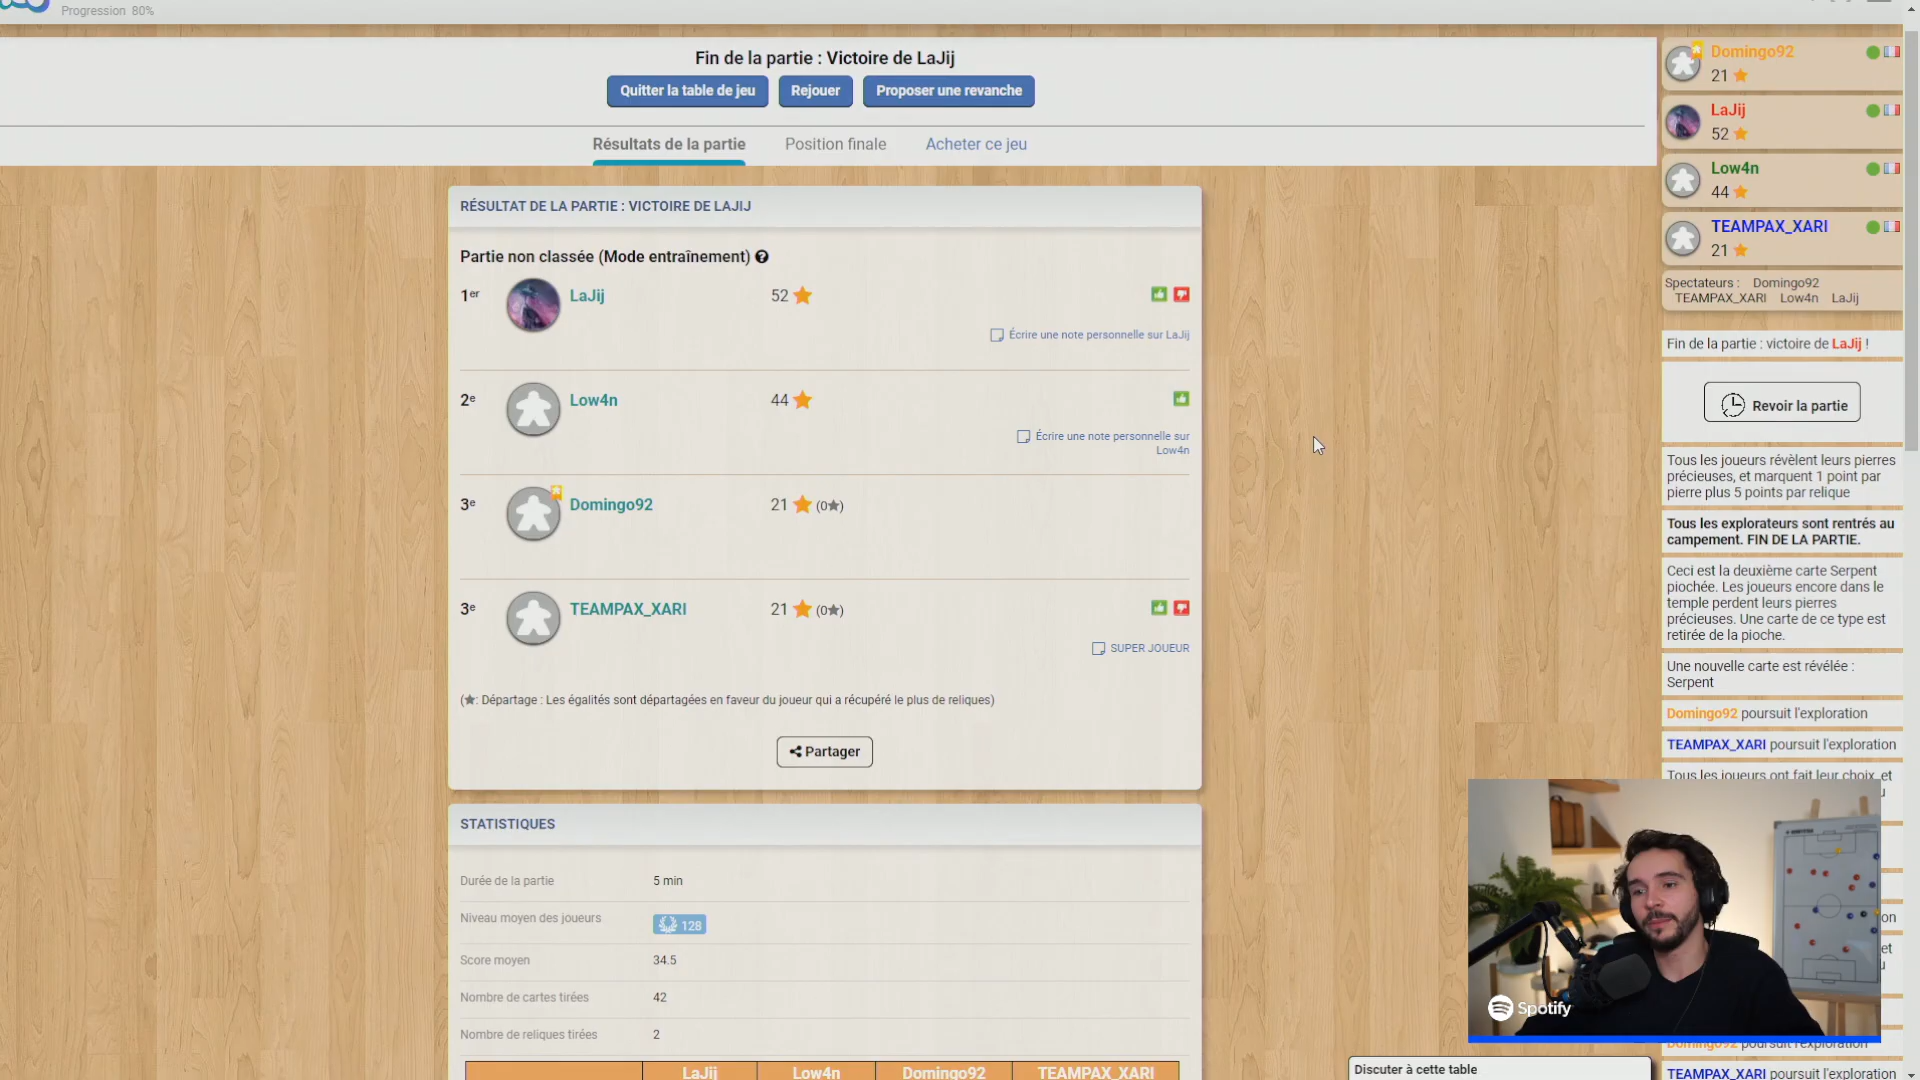 Progression 80%
Fin de la partie : Victoire de LaJij
Quitter la table de jeu
Rejouer
Proposer une revanche
Résultats de la partie
Position finale
Acheter ce jeu
RÉSULTAT DE LA PARTIE : VICTOIRE DE LAJIJ
Partie non classée (Mode entraînement)
1er LaJij 52
Écrire une note personnelle sur LaJij
2e Low4n 44
Écrire une note personnelle sur
Low4n
3e Domingo92 21 (0★)
3e TEAMPAX_XARI 21 (0★)
SUPER JOUEUR
(★: Départage : Les égalités sont départagées en faveur du joueur qui a récupéré le plus de reliques)
Partager
STATISTIQUES
Durée de la partie 5 min
Niveau moyen des joueurs 128
Score moyen 34.5
Nombre de cartes tirées 42
Nombre de reliques tirées 2
LaJij Low4n Domingo92 TEAMPAX_XARI
Domingo92
21
LaJij
52
Low4n
44
TEAMPAX_XARI
21
Spectateurs : Domingo92
TEAMPAX_XARI Low4n LaJij
Fin de la partie : victoire de LaJij !
Revoir la partie
Tous les joueurs révèlent leurs pierres
précieuses, et marquent 1 point par
pierre plus 5 points par relique
Tous les explorateurs sont rentrés au
campement. FIN DE LA PARTIE.
Ceci est la deuxième carte Serpent
piochée. Les joueurs encore dans le
temple perdent leurs pierres
précieuses. Une carte de ce type est
retirée de la pioche.
Une nouvelle carte est révélée :
Serpent
Domingo92 poursuit l'exploration
TEAMPAX_XARI poursuit l'exploration
Tous les joueurs ont fait leur choix, et
Spotify
Domingo92 poursuit l'exploration
TEAMPAX_XARI poursuit l'exploration
Discuter à cette table